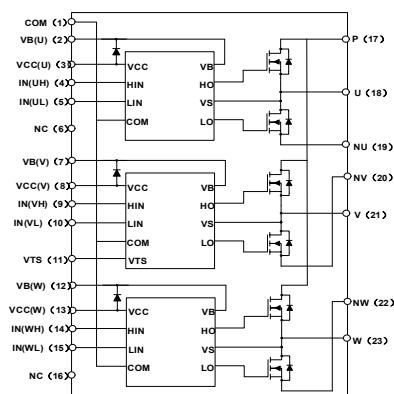 COM (1)
VB(U) (2)
VCC(U) (3)
IN(UH) (4)
IN(UL) (5)
NC (6)
VB(V) (7)
VCC(V) (8)
IN(VH) (9)
IN(VL) (10)
VTS (11)
VB(W) (12)
VCC(W) (13)
IN(WH) (14)
IN(WL) (15)
NC (16)
VCC VB
HIN HO
LIN VS
COM LO
VCC VB
HIN HO
LIN VS
COM LO
VTS
VCC VB
HIN HO
LIN VS
COM LO
P (17)
U (18)
NU (19)
NV (20)
V (21)
NW (22)
W (23)